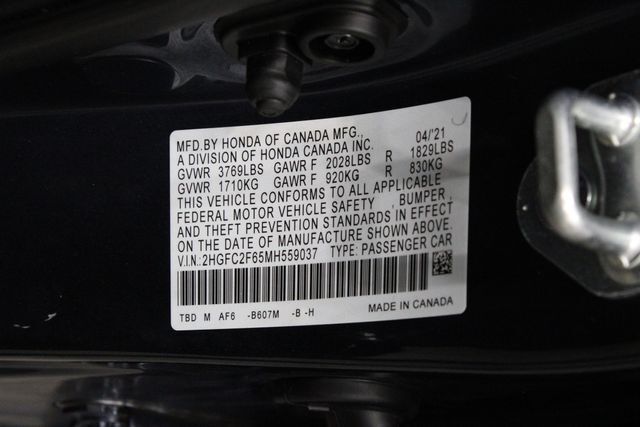 MFD.BY HONDA OF CANADA MFG., 04/'21
A DIVISION OF HONDA CANADA INC.
GVWR 3769LBS GAWR F 2028LBS R 1829LBS
GVWR 1710KG GAWR F 920KG R 830KG
THIS VEHICLE CONFORMS TO ALL APPLICABLE
FEDERAL MOTOR VEHICLE SAFETY , BUMPER,
AND THEFT PREVENTION STANDARDS IN EFFECT
ON THE DATE OF MANUFACTURE SHOWN ABOVE.
V.I.N.:2HGFC2F65MH559037 TYPE: PASSENGER CAR
TBD M AF6 -B607M -B -H MADE IN CANADA